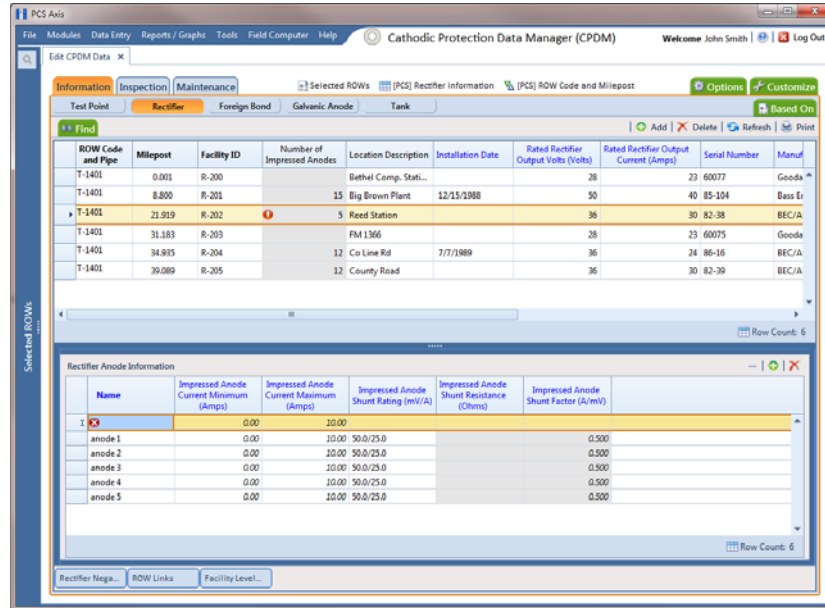 PCS Axis
File Modules Data Entry Reports / Graphs Tools Field Computer Help Cathodic Protection Data Manager (CPDM) Welcome John Smith Log Out
Edit CPDM Data
Information Inspection Maintenance Selected ROWs [PCS] Rectifier Information [PCS] ROW Code and Milepost Options Customize
Test Point Rectifier Foreign Bond Galvanic Anode Tank Based On
Find Add Delete Refresh Print
ROW Code and Pipe Milepost Facility ID Number of Impressed Anodes Location Description Installation Date Rated Rectifier Output Volts (Volts) Rated Rectifier Output Current (Amps) Serial Number Manuf
T-1401 0.001 R-200 Bethel Comp. Stati... 28 23 60077 Gooda
T-1401 8.800 R-201 15 Big Brown Plant 12/15/1988 50 40 85-104 Bass En
T-1401 21.919 R-202 5 Reed Station 36 30 82-38 BEC/A
T-1401 31.183 R-203 FM 1366 28 23 60075 Gooda
T-1401 34.935 R-204 12 Co Line Rd 7/7/1989 36 24 86-16 BEC/A
T-1401 39.089 R-205 12 County Road 36 30 82-39 BEC/A
Row Count: 6
Selected ROWs
Rectifier Anode Information
Name Impressed Anode Current Minimum (Amps) Impressed Anode Current Maximum (Amps) Impressed Anode Shunt Rating (mV/A) Impressed Anode Shunt Resistance (Ohms) Impressed Anode Shunt Factor (A/mV)
0.00 10.00
anode 1 0.00 10.00 50.0/25.0 0.500
anode 2 0.00 10.00 50.0/25.0 0.500
anode 3 0.00 10.00 50.0/25.0 0.500
anode 4 0.00 10.00 50.0/25.0 0.500
anode 5 0.00 10.00 50.0/25.0 0.500
Row Count: 6
Rectifier Nega... ROW Links Facility Level...